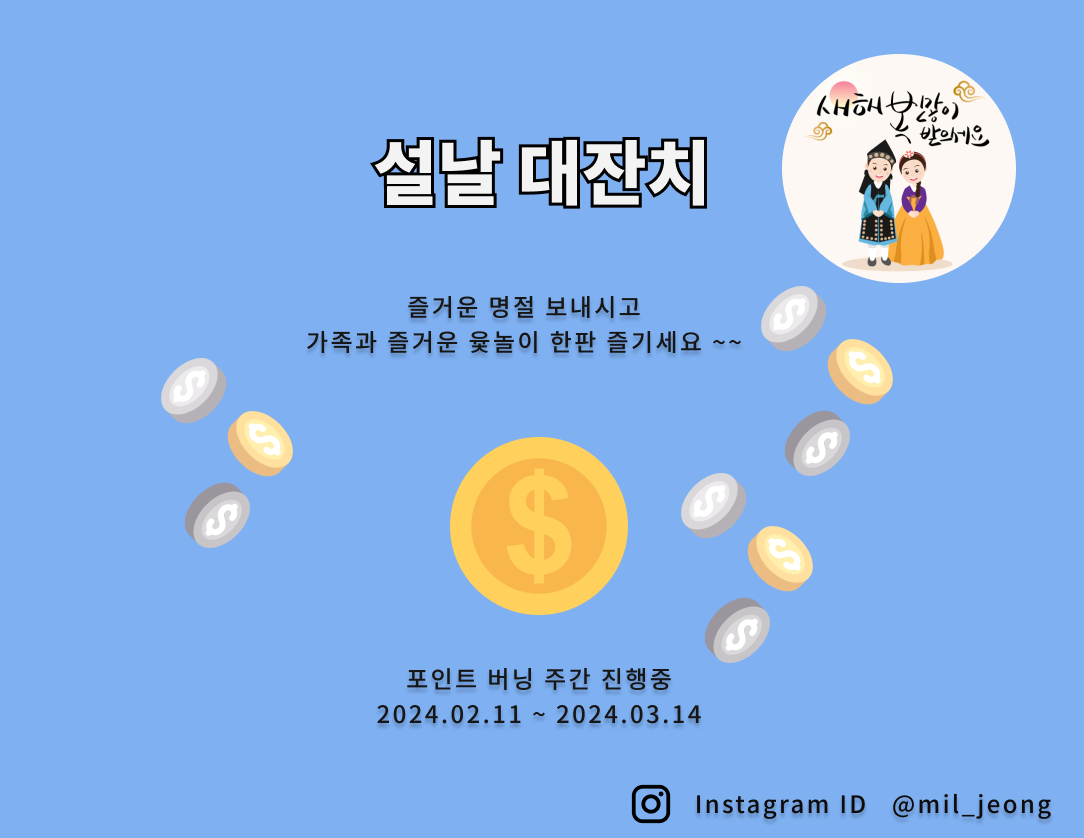 새해 복 많이
받으세요
설날 대잔치
즐거운 명절 보내시고
가족과 즐거운 윷놀이 한판 즐기세요 ~~
포인트 버닝 주간 진행중
2024.02.11 ~ 2024.03.14
Instagram ID @mil_jeong